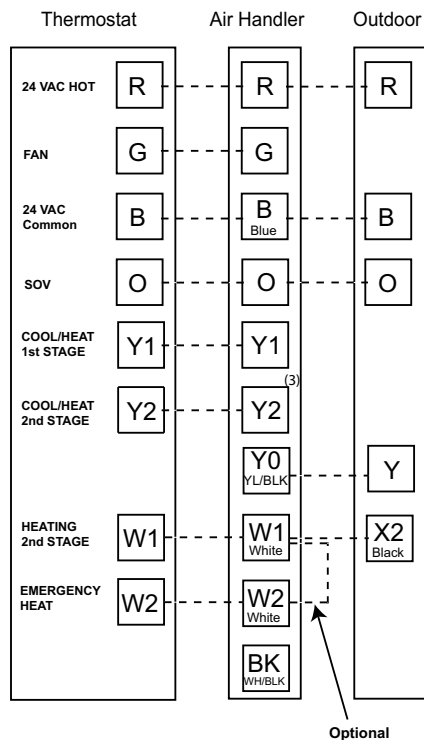 Thermostat Air Handler Outdoor
24 VAC HOT R R R
FAN G G
24 VAC
Common B B B
Blue
SOV O O O
COOL/HEAT
1st STAGE Y1 Y1
(3)
COOL/HEAT
2nd STAGE Y2 Y2
Y0 Y
YL/BLK
HEATING
2nd STAGE W1 W1 X2
White Black
EMERGENCY
HEAT W2 W2
White
BK
WH/BLK
Optional